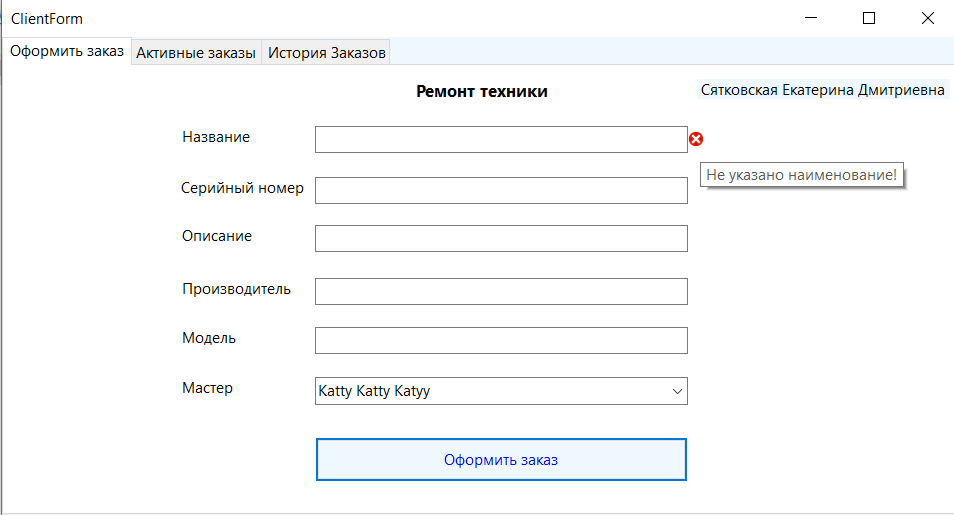 ClientForm
Оформить заказ Активные заказы История Заказов
Ремонт техники
Сятковская Екатерина Дмитриевна
Название
Не указано наименование!
Серийный номер
Описание
Производитель
Модель
Мастер Katty Katty Katyy
Оформить заказ